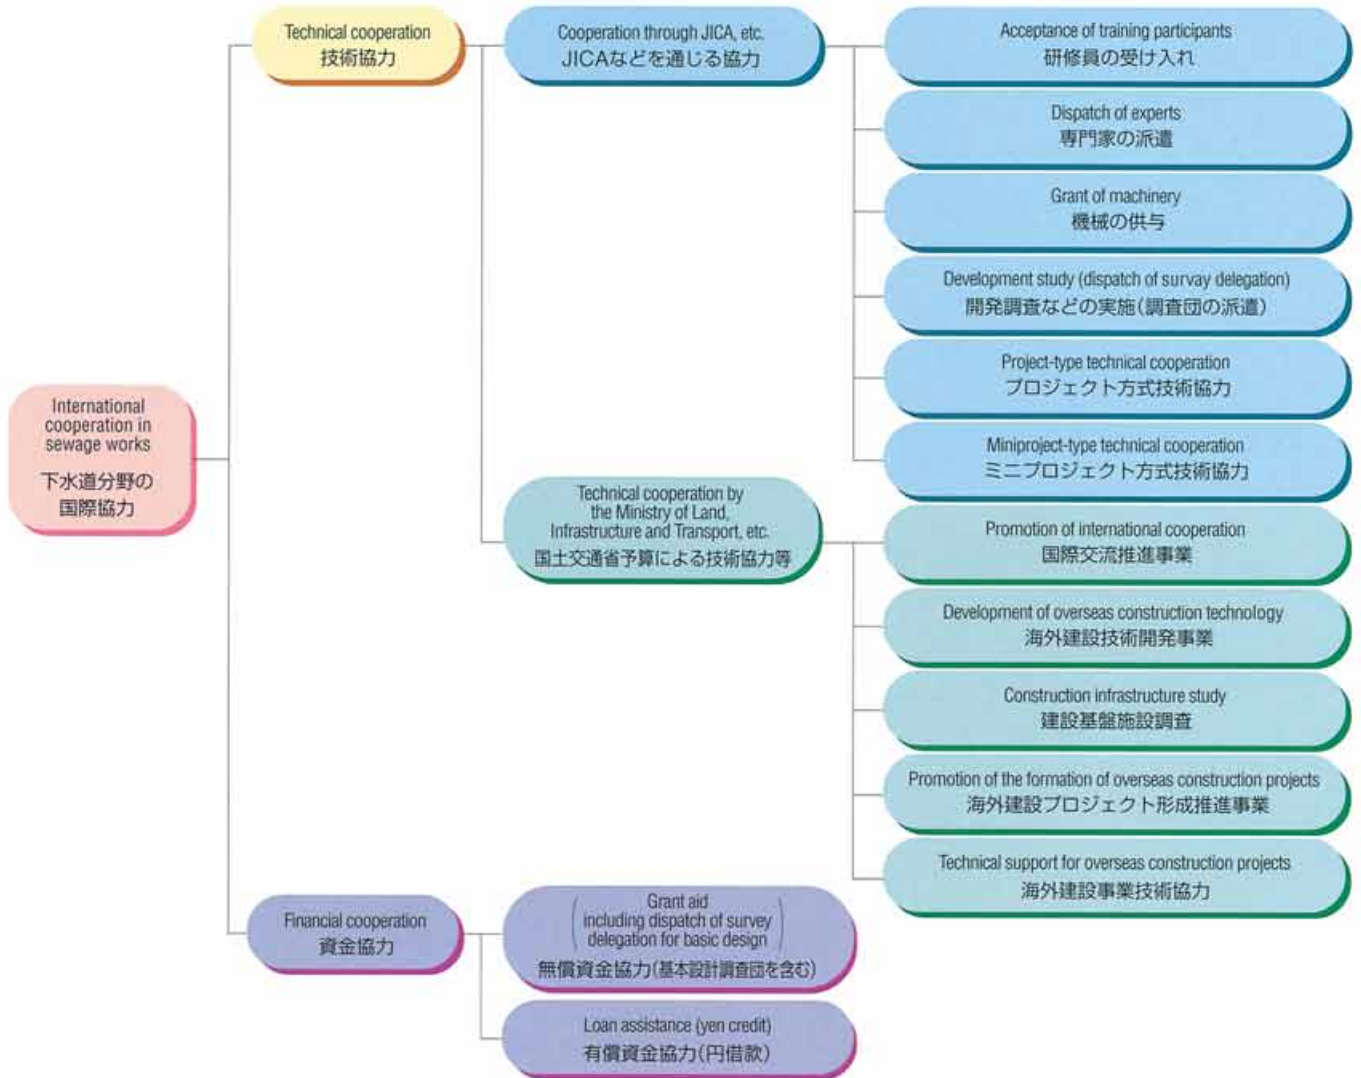 International
cooperation in
sewage works
下水道分野の
国際協力
Technical cooperation
技術協力
Cooperation through JICA, etc.
JICAなどを通じる協力
Acceptance of training participants
研修員の受け入れ
Dispatch of experts
専門家の派遣
Grant of machinery
機械の供与
Development study (dispatch of survay delegation)
開発調査などの実施(調査団の派遣)
Project-type technical cooperation
プロジェクト方式技術協力
Miniproject-type technical cooperation
ミニプロジェクト方式技術協力
Technical cooperation by
the Ministry of Land,
Infrastructure and Transport, etc.
国土交通省予算による技術協力等
Promotion of international cooperation
国際交流推進事業
Development of overseas construction technology
海外建設技術開発事業
Construction infrastructure study
建設基盤施設調査
Promotion of the formation of overseas construction projects
海外建設プロジェクト形成推進事業
Technical support for overseas construction projects
海外建設事業技術協力
Financial cooperation
資金協力
Grant aid
(including dispatch of survey
delegation for basic design)
無償資金協力(基本設計調査団を含む)
Loan assistance (yen credit)
有償資金協力(円借款)